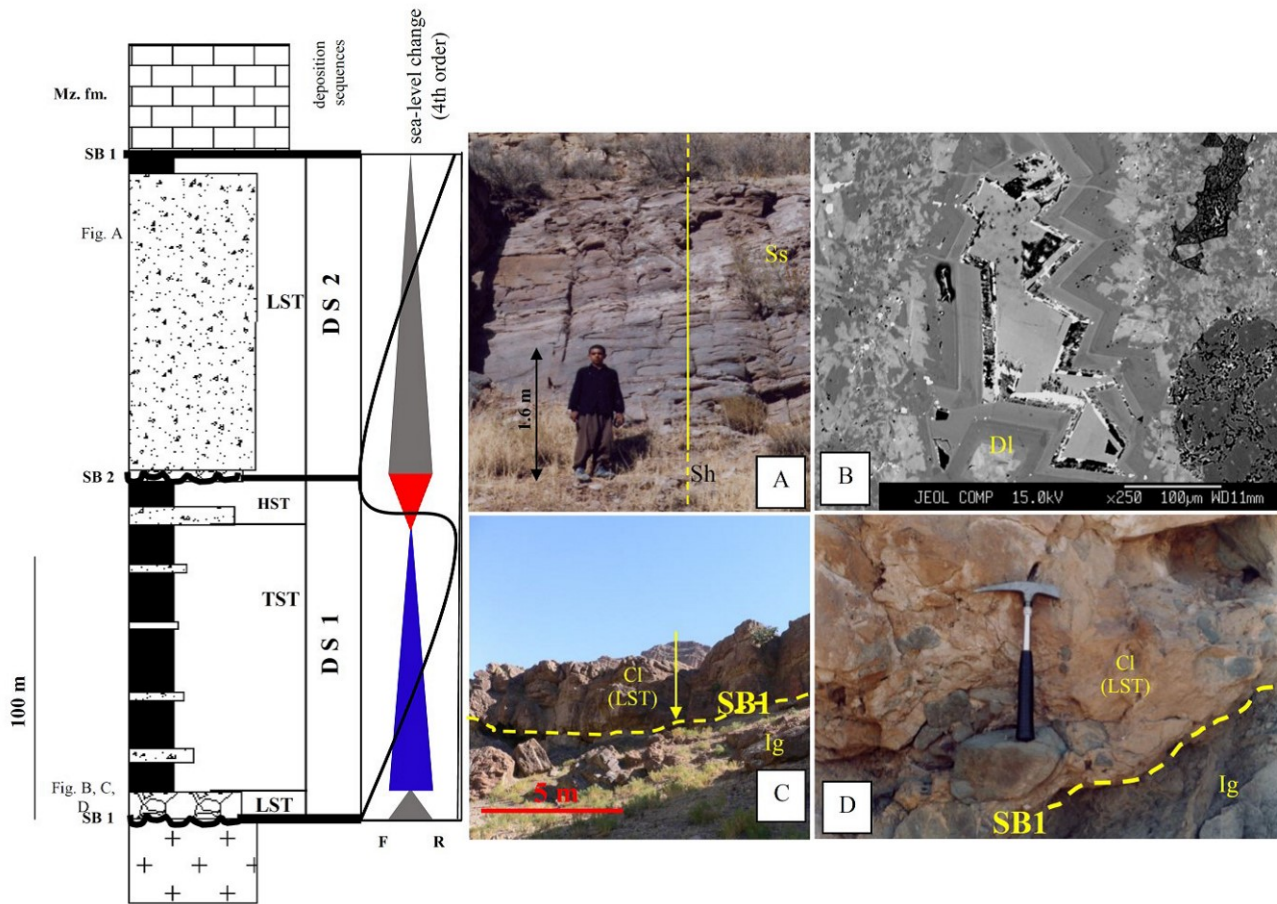 deposition
sequences
sea-level change
(4th order)
Mz. fm.
SB 1
Fig. A
LST
DS 2
SB 2
HST
TST
DS 1
100 m
Fig. B, C,
D
LST
SB 1
F R
Ss
1.6 m
Sh
A
Dl
JEOL COMP 15.0kV ×250 100μm WD11mm
B
Cl
(LST)
SB1
Ig
5 m
C
Cl
(LST)
Ig
SB1
D